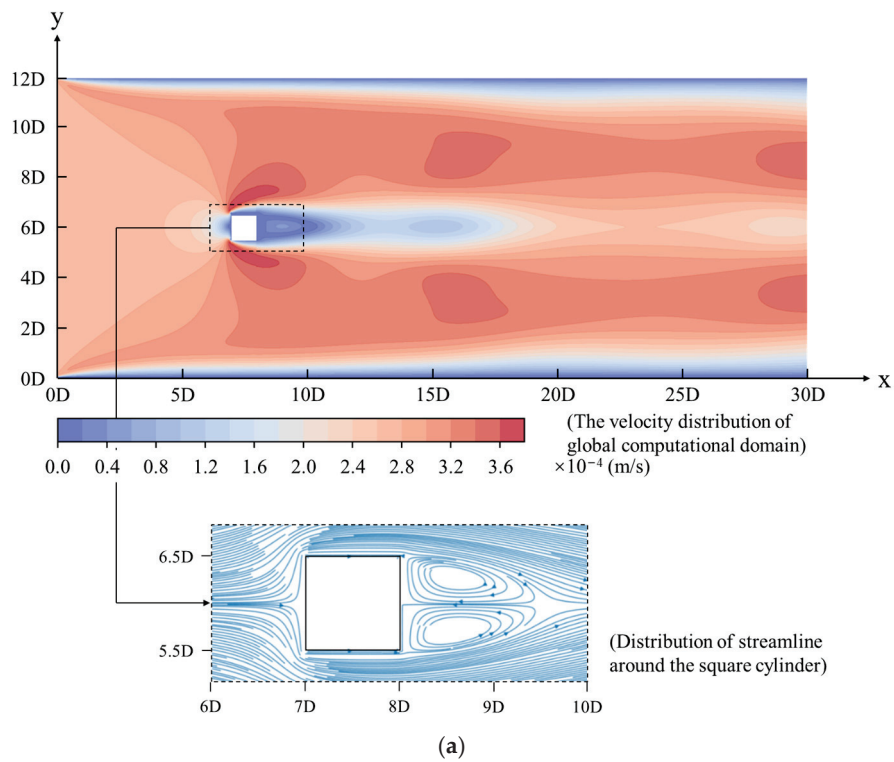 y
12D
10D
8D
6D
4D
2D
0D
0D 5D 10D 15D 20D 25D 30D x
(The velocity distribution of
global computational domain)
0.0 0.4 0.8 1.2 1.6 2.0 2.4 2.8 3.2 3.6 ×10⁻⁴ (m/s)
6.5D
5.5D
(Distribution of streamline
around the square cylinder)
6D 7D 8D 9D 10D
(a)